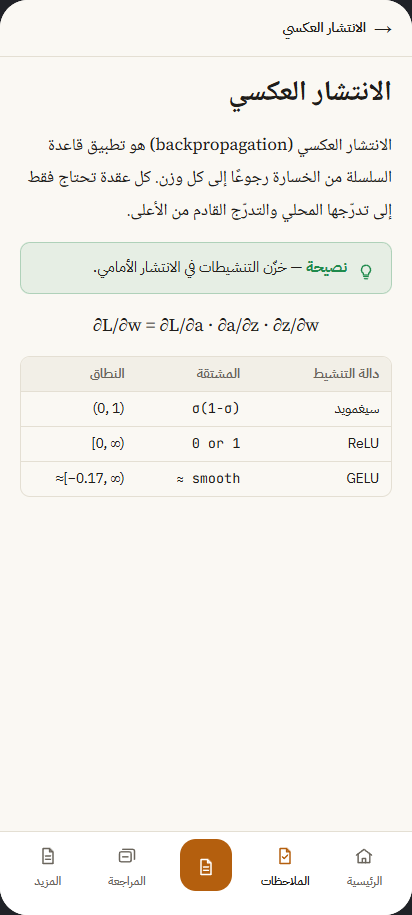 الانتشار العكسي
الانتشار العكسي
الانتشار العكسي (backpropagation) هو تطبيق قاعدة
السلسلة من الخسارة رجوعًا إلى كل وزن. كل عقدة تحتاج فقط
إلى تدرّجها المحلي والتدرّج القادم من الأعلى.
نصيحة — خزّن التنشيطات في الانتشار الأمامي.
∂L/∂w = ∂L/∂a · ∂a/∂z · ∂z/∂w
دالة التنشيط المشتقة النطاق
سيغمويد σ(1-σ) (0, 1)
ReLU 0 or 1 [0, ∞)
GELU ≈ smooth ≈[−0.17, ∞)
الرئيسية الملاحظات المراجعة المزيد